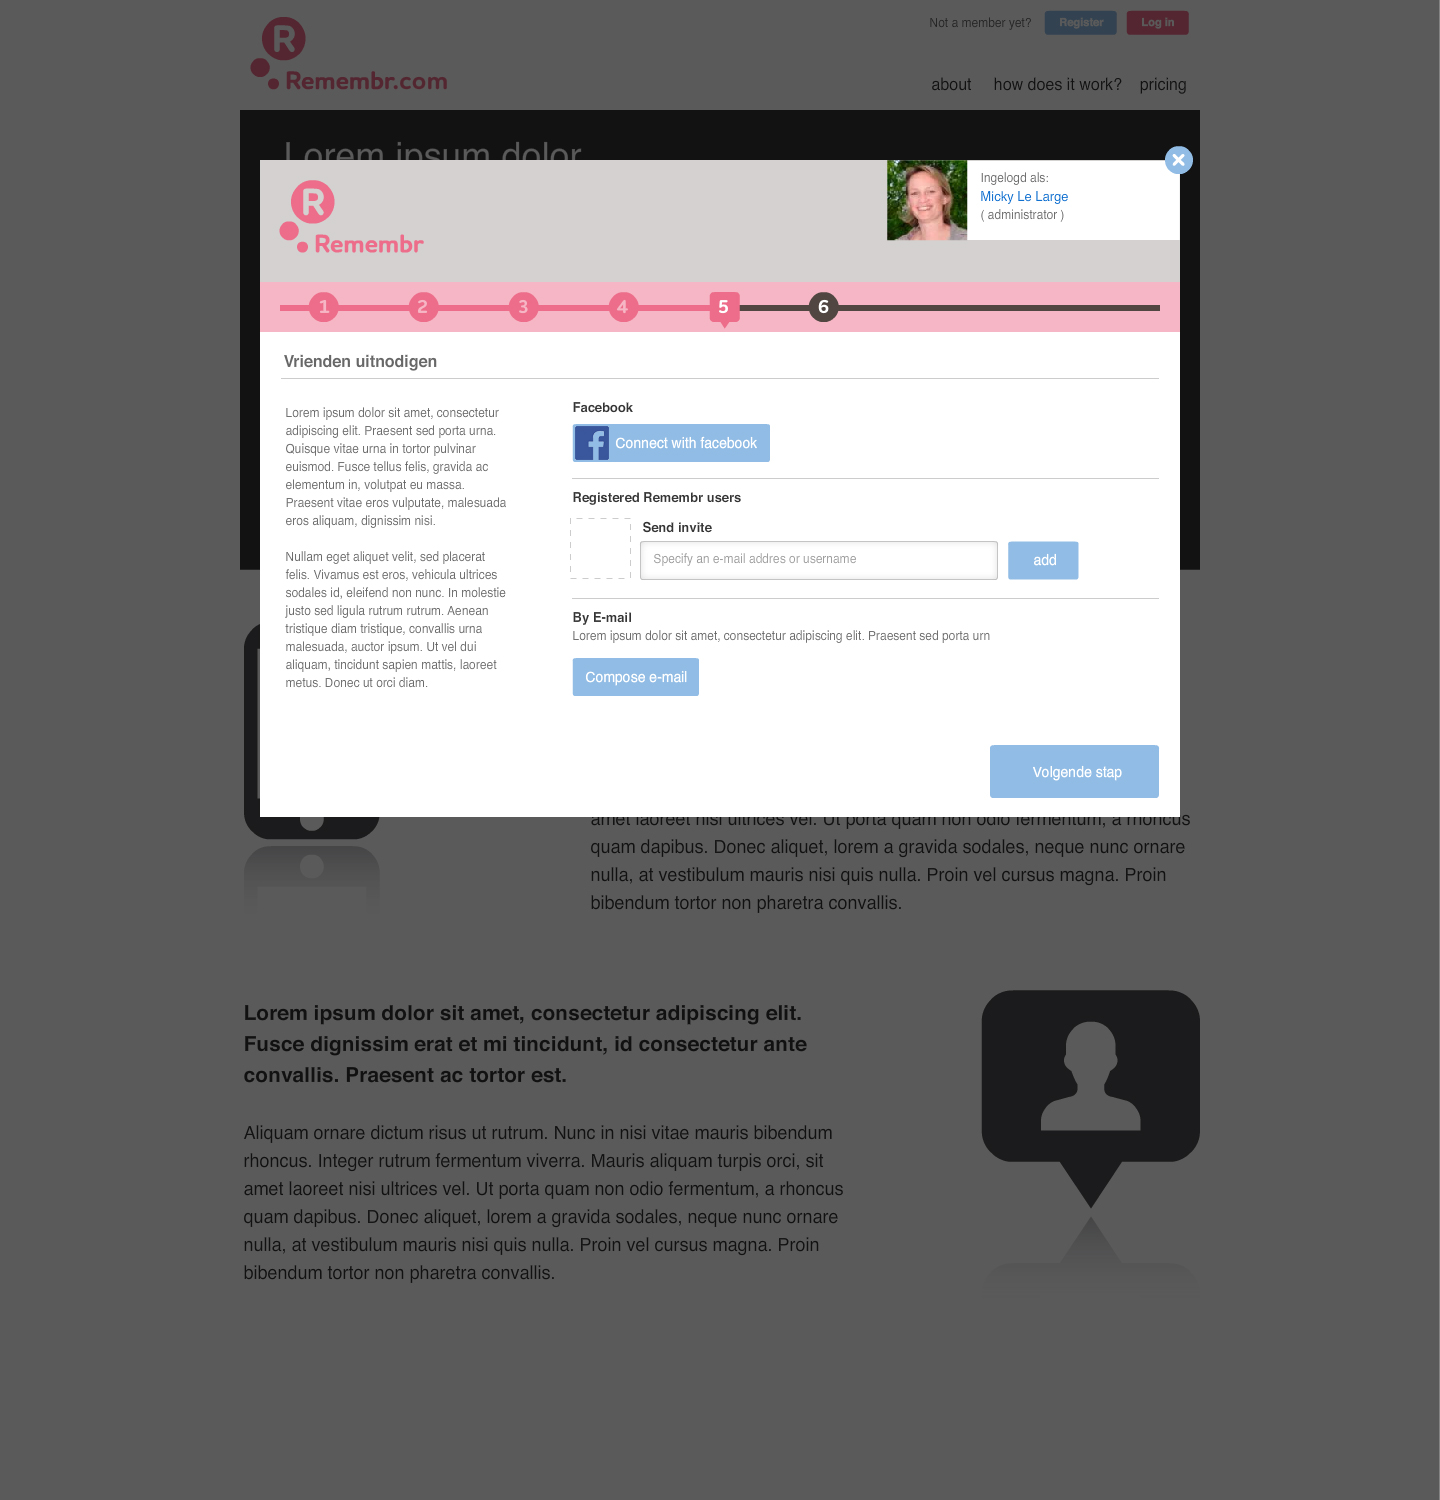 R
Remembr.com
Not a member yet?
Register
Log in
about
how does it work?
pricing
Lorem ipsum dolor
R
Remembr
Ingelogd als:
Micky Le Large
( administrator )
1 2 3 4 5 6
Vrienden uitnodigen
Lorem ipsum dolor sit amet, consectetur
adipiscing elit. Praesent sed porta urna.
Quisque vitae urna in tortor pulvinar
euismod. Fusce tellus felis, gravida ac
elementum in, volutpat eu massa.
Praesent vitae eros vulputate, malesuada
eros aliquam, dignissim nisi.
Nullam eget aliquet velit, sed placerat
felis. Vivamus est eros, vehicula ultrices
sodales id, eleifend non nunc. In molestie
justo sed ligula rutrum rutrum. Aenean
tristique diam tristique, convallis urna
malesuada, auctor ipsum. Ut vel dui
aliquam, tincidunt sapien mattis, laoreet
metus. Donec ut orci diam.
Facebook
f
Connect with facebook
Registered Remembr users
Send invite
Specify an e-mail addres or username
add
By E-mail
Lorem ipsum dolor sit amet, consectetur adipiscing elit. Praesent sed porta urn
Compose e-mail
Volgende stap
amet laoreet nisi ultrices vel. Ut porta quam non odio fermentum, a rhoncus
quam dapibus. Donec aliquet, lorem a gravida sodales, neque nunc ornare
nulla, at vestibulum mauris nisi quis nulla. Proin vel cursus magna. Proin
bibendum tortor non pharetra convallis.
Lorem ipsum dolor sit amet, consectetur adipiscing elit.
Fusce dignissim erat et mi tincidunt, id consectetur ante
convallis. Praesent ac tortor est.
Aliquam ornare dictum risus ut rutrum. Nunc in nisi vitae mauris bibendum
rhoncus. Integer rutrum fermentum viverra. Mauris aliquam turpis orci, sit
amet laoreet nisi ultrices vel. Ut porta quam non odio fermentum, a rhoncus
quam dapibus. Donec aliquet, lorem a gravida sodales, neque nunc ornare
nulla, at vestibulum mauris nisi quis nulla. Proin vel cursus magna. Proin
bibendum tortor non pharetra convallis.